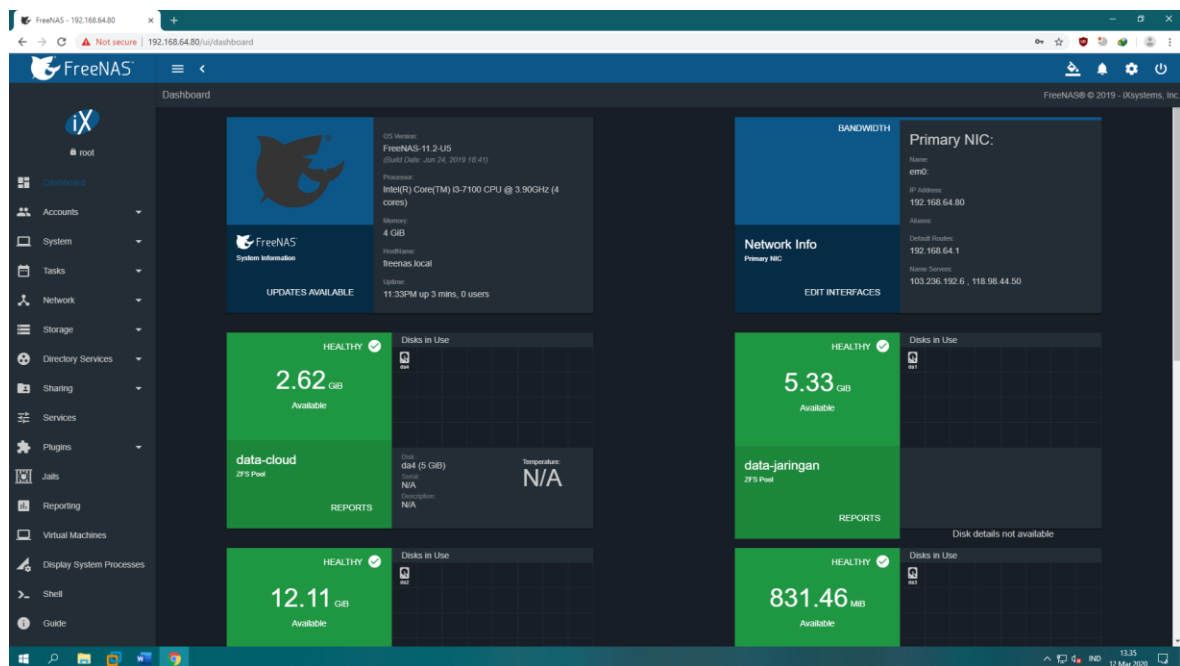 FreeNAS - 192.168.64.80
Not secure | 192.168.64.80/ui/dashboard
FreeNAS
Dashboard
FreeNAS® © 2019 - iXsystems, Inc.
iX
root
Dashboard
Accounts
System
Tasks
Network
Storage
Directory Services
Sharing
Services
Plugins
Jails
Reporting
Virtual Machines
Display System Processes
Shell
Guide
FreeNAS
System Information
UPDATES AVAILABLE
OS Version:
FreeNAS-11.2-U5
(Build Date: Jun 24, 2019 18:41)
Processor:
Intel(R) Core(TM) i3-7100 CPU @ 3.90GHz (4
cores)
Memory:
4 GiB
HostName:
freenas.local
Uptime:
11:33PM up 3 mins, 0 users
BANDWIDTH
Network Info
Primary NIC
EDIT INTERFACES
Primary NIC:
Name:
em0:
IP Address:
192.168.64.80
Aliases:
Default Routes:
192.168.64.1
Name Servers:
103.236.192.6 , 118.98.44.50
HEALTHY
2.62 GiB
Available
data-cloud
ZFS Pool
REPORTS
Disks in Use
da4
Disk:
da4 (5 GiB)
Serial:
N/A
Description:
N/A
Temperature:
N/A
HEALTHY
5.33 GiB
Available
data-jaringan
ZFS Pool
REPORTS
Disks in Use
da1
Disk details not available
HEALTHY
12.11 GiB
Available
Disks in Use
da2
HEALTHY
831.46 MiB
Available
Disks in Use
da3
IND
13.35
12 Mar 2020